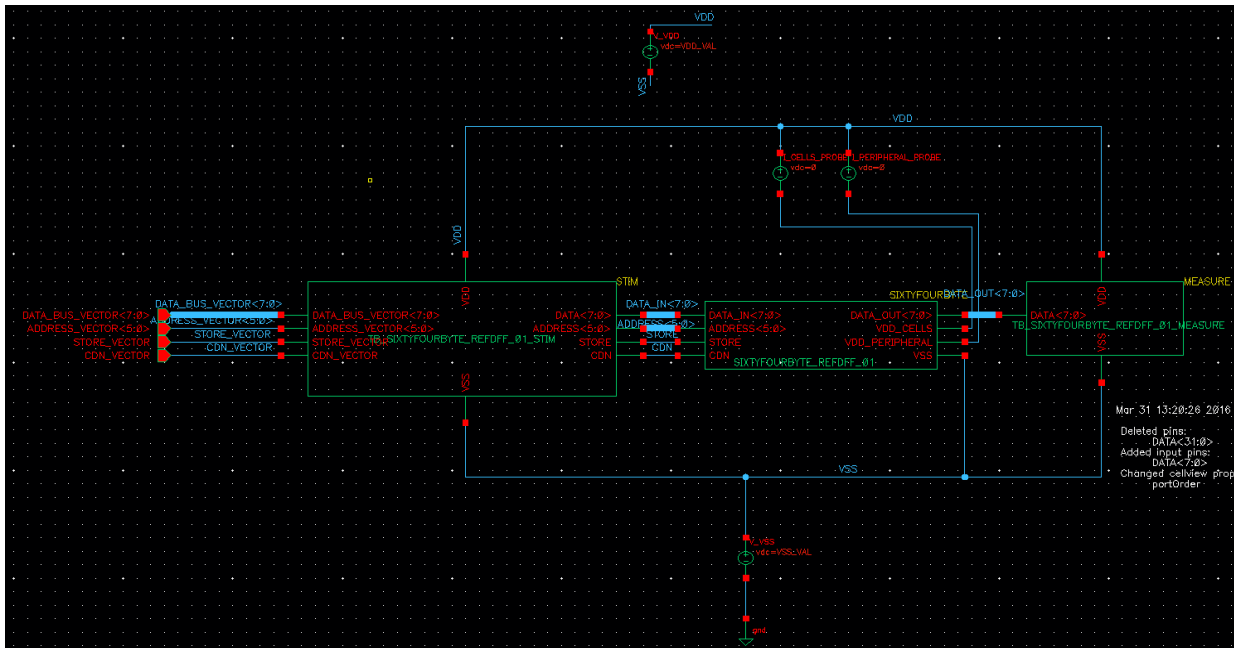 VDD
V_VDD
vdc=VDD_VAL
VSS
VDD
I_CELLS_PROBE
I_PERIPHERAL_PROBE
vdc=0
vdc=0
VDD
VDD
STIM
MEASURE
DATA_BUS_VECTOR<7:0>
DATA_IN<7:0>
SIXTYFOURBYTE
DATA_OUT<7:0>
VDD
DATA_BUS_VECTOR<7:0>
DATA_BUS_VECTOR<7:0>
DATA<7:0>
DATA_IN<7:0>
DATA_OUT<7:0>
DATA<7:0>
ADDRESS_VECTOR<5:0>
ADDRESS<5:0>
ADDRESS_VECTOR<5:0>
ADDRESS_VECTOR<5:0>
ADDRESS<5:0>
ADDRESS<5:0>
VDD_CELLS
TB_SIXTYFOURBYTE_REFDFF_01_MEASURE
STORE_VECTOR
TB_SIXTYFOURBYTE_REFDFF_01_STIM
STORE
STORE_VECTOR
STORE_VECTOR
STORE
STORE
VDD_PERIPHERAL
VSS
CDN_VECTOR
CDN
CDN_VECTOR
CDN_VECTOR
CDN
CDN
VSS
SIXTYFOURBYTE_REFDFF_01
VSS
Mar 31 13:20:26 2016
Deleted pins:
DATA<31:0>
Added input pins:
DATA<7:0>
Changed cellview prop
portOrder
VSS
V_VSS
vdc=VSS_VAL
gnd